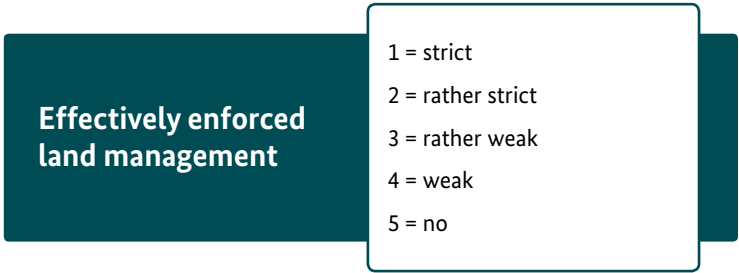 Effectively enforced
land management
1 = strict
2 = rather strict
3 = rather weak
4 = weak
5 = no